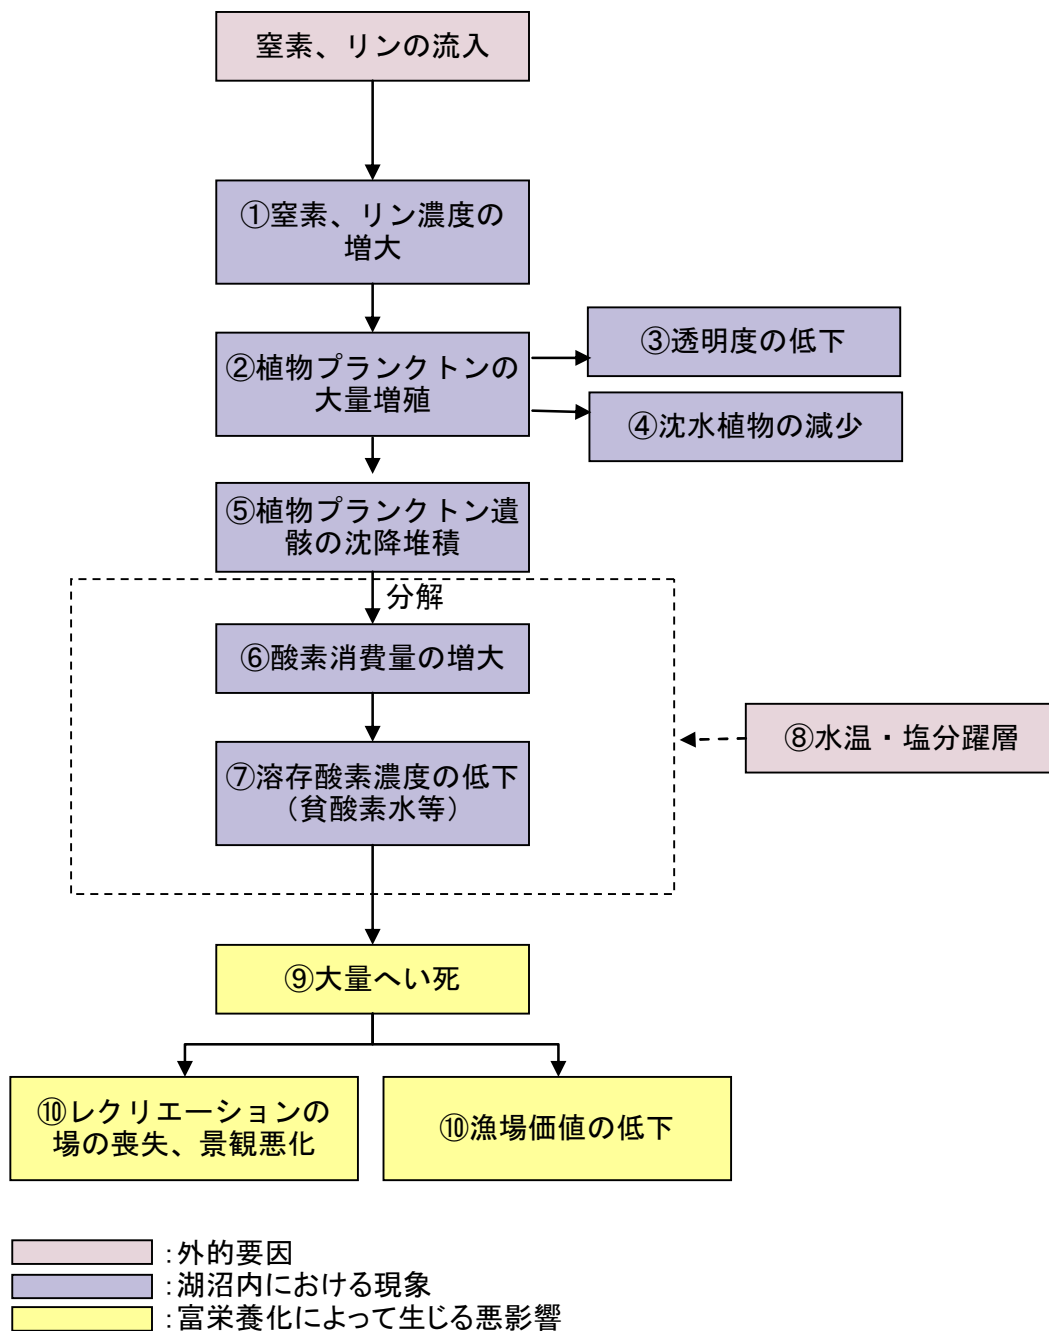 窒素、リンの流入
①窒素、リン濃度の
増大
②植物プランクトンの
大量増殖
③透明度の低下
④沈水植物の減少
⑤植物プランクトン遺
骸の沈降堆積
分解
⑥酸素消費量の増大
⑦溶存酸素濃度の低下
（貧酸素水等）
⑧水温・塩分躍層
⑨大量へい死
⑩レクリエーションの
場の喪失、景観悪化
⑩漁場価値の低下
：外的要因
：湖沼内における現象
：富栄養化によって生じる悪影響